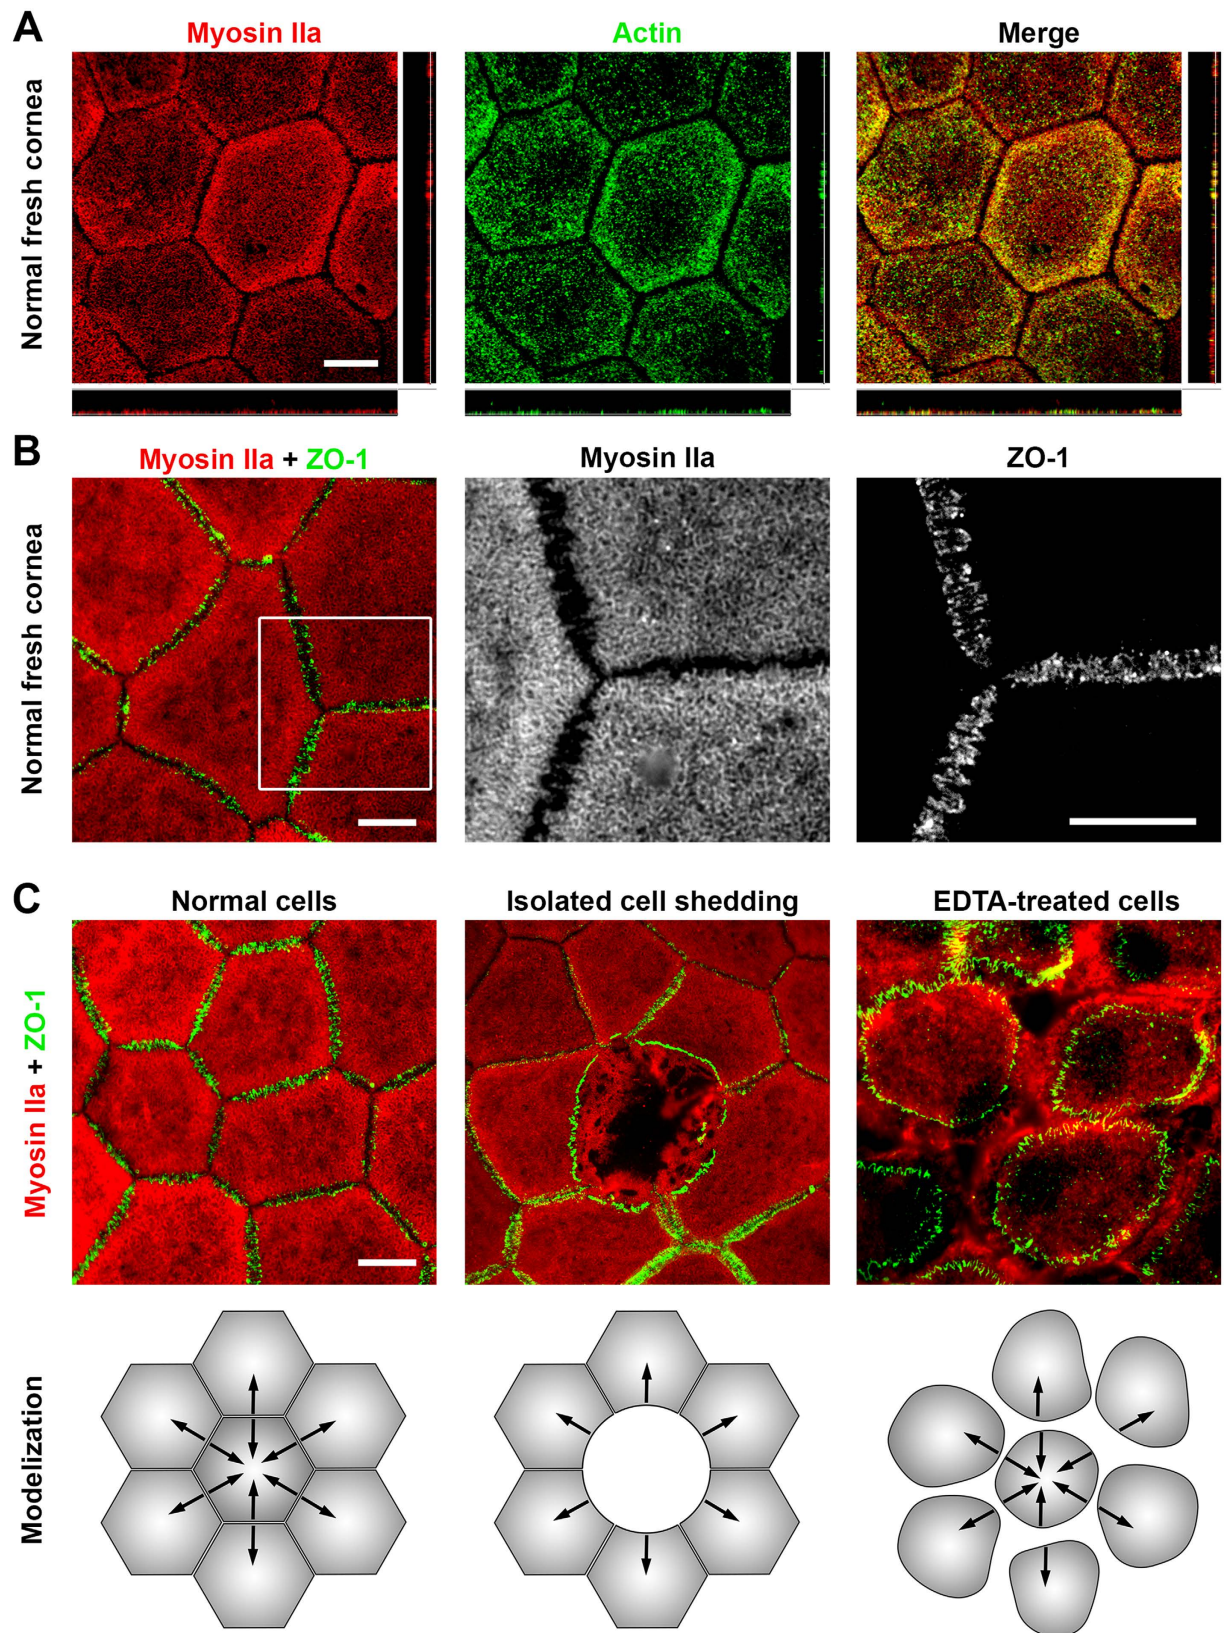 A
Myosin IIa
Actin
Merge
Normal fresh cornea
B
Myosin IIa + ZO-1
Myosin IIa
ZO-1
Normal fresh cornea
C
Normal cells
Isolated cell shedding
EDTA-treated cells
Myosin IIa + ZO-1
Modelization